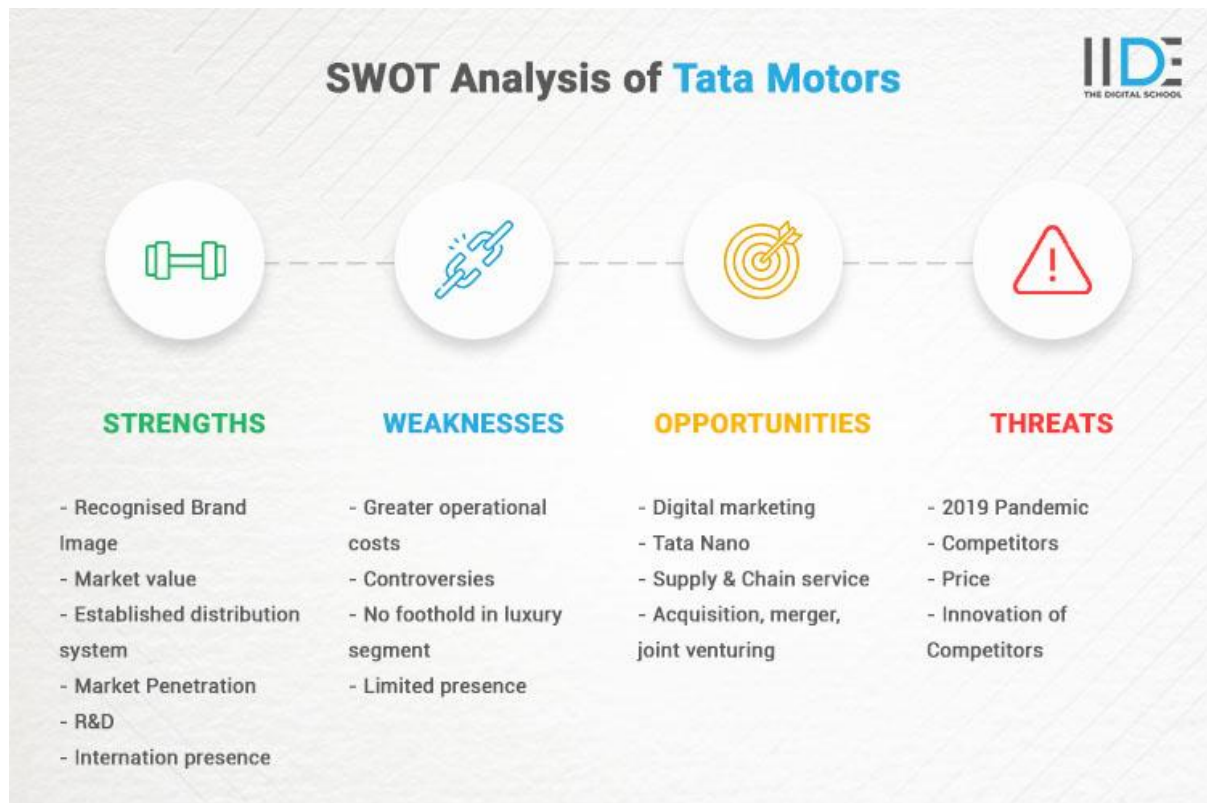 SWOT Analysis of Tata Motors
IIDE
THE DIGITAL SCHOOL
STRENGTHS
- Recognised Brand
Image
- Market value
- Established distribution
system
- Market Penetration
- R&D
- Internation presence
WEAKNESSES
- Greater operational
costs
- Controversies
- No foothold in luxury
segment
- Limited presence
OPPORTUNITIES
- Digital marketing
- Tata Nano
- Supply & Chain service
- Acquisition, merger,
joint venturing
THREATS
- 2019 Pandemic
- Competitors
- Price
- Innovation of
Competitors